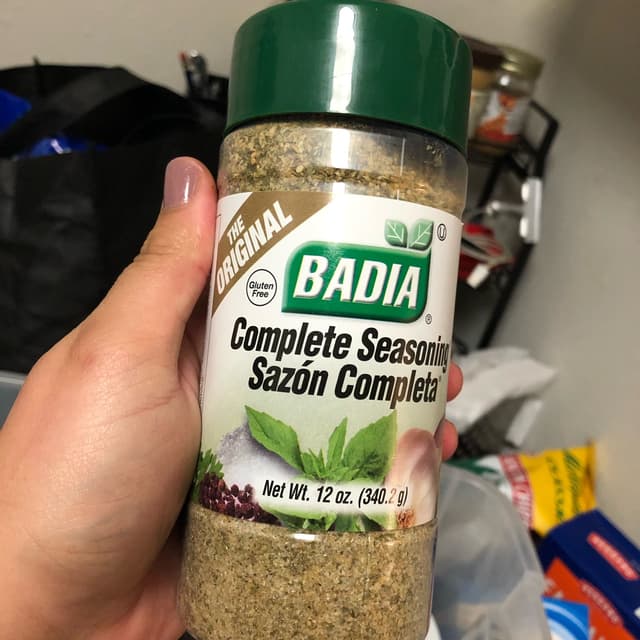 THE
ORIGINAL
Gluten
Free
BADIA®
Complete Seasoning
Sazón Completa
Net Wt. 12 oz. (340.2 g)